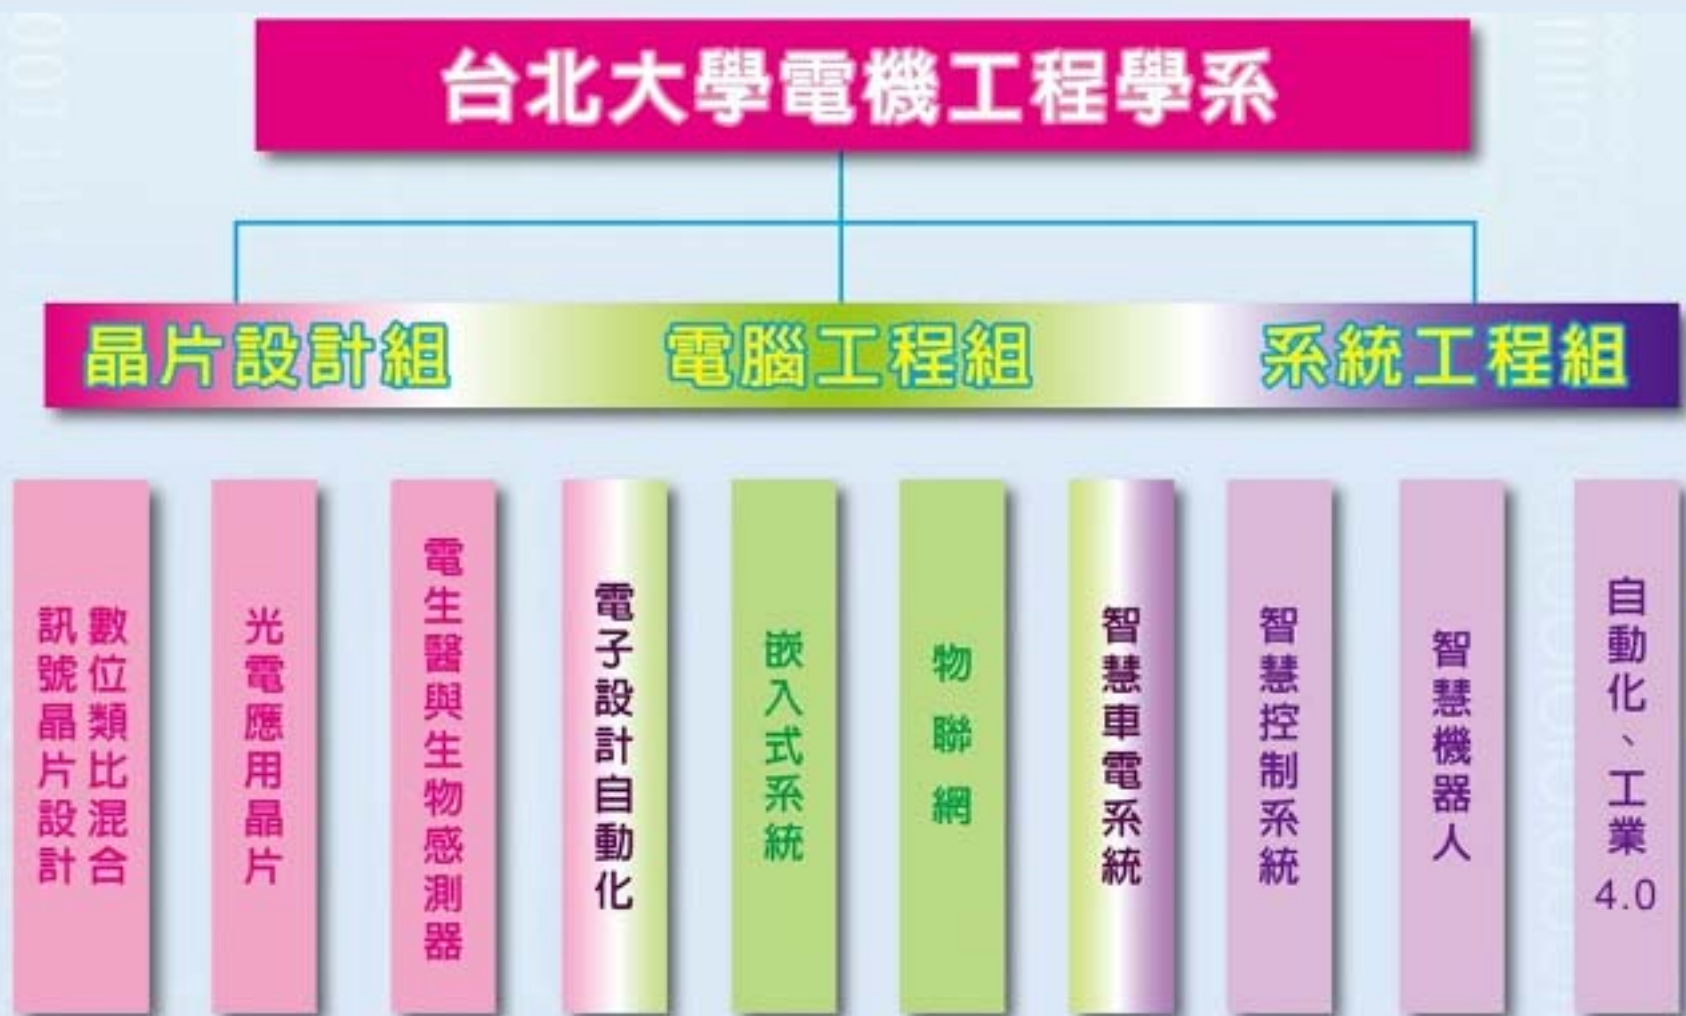 台北大學電機工程學系
晶片設計組
電腦工程組
系統工程組
數位類比混合
訊號晶片設計
光電應用晶片
電生醫與生物感測器
電子設計自動化
嵌入式系統
物聯網
智慧車電系統
智慧控制系統
智慧機器人
自動化、工業4.0